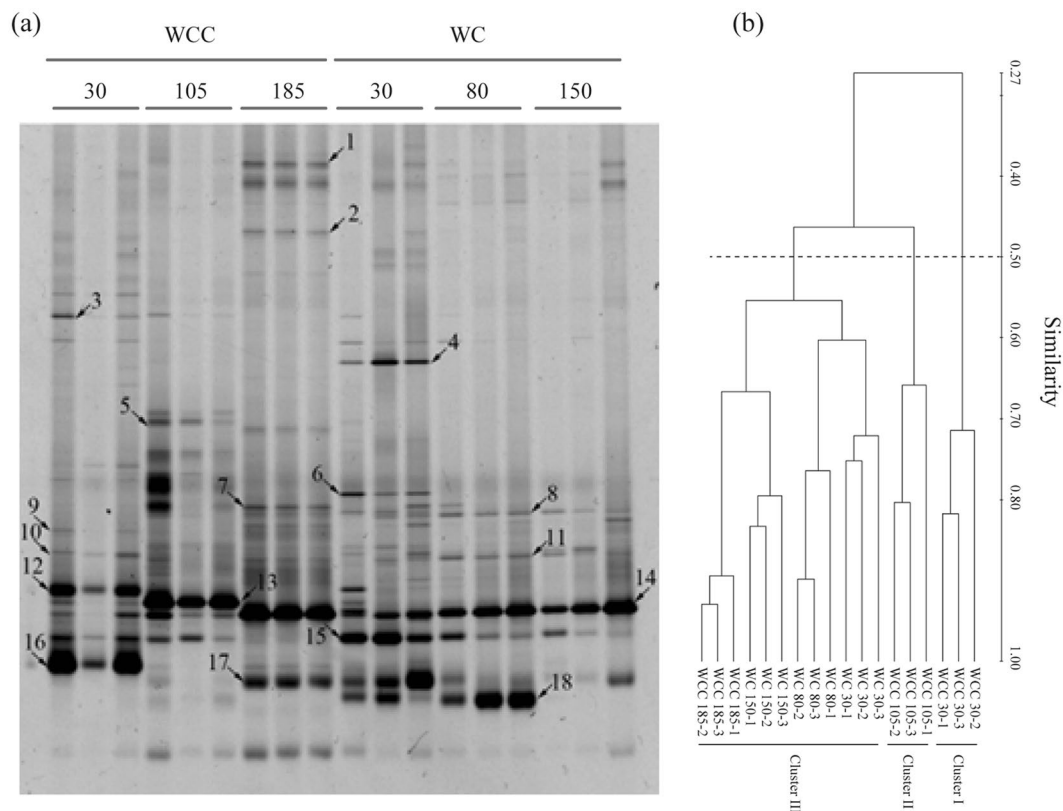 (a)
WCC WC
30 105 185 30 80 150
1
2
3
4
5
6
7
8
9
10
11
12
13
14
15
16
17
18
(b)
0.27
0.40
0.50
0.60
0.70
0.80
1.00
Similarity
WCC 185-2
WCC 185-3
WCC 185-1
WC 150-1
WC 150-2
WC 150-3
WC 80-2
WC 80-3
WC 80-1
WC 30-1
WC 30-2
WC 30-3
WCC 105-2
WCC 105-3
WCC 105-1
WCC 30-1
WCC 30-3
WCC 30-2
Cluster III
Cluster II
Cluster I